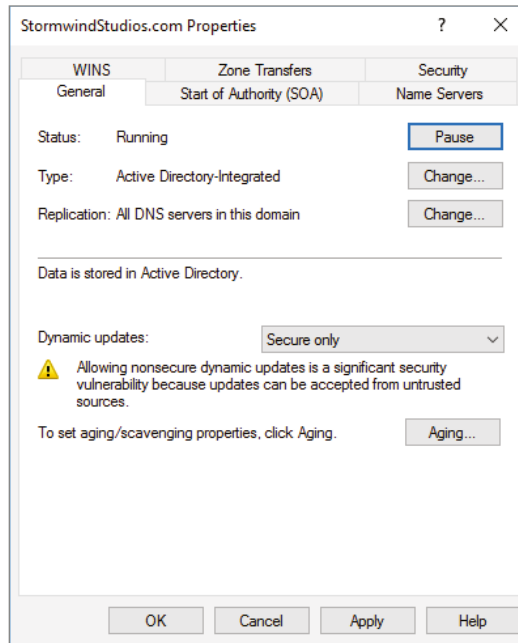 StormwindStudios.com Properties ?
WINS Zone Transfers Security
General Start of Authority (SOA) Name Servers
Status: Running Pause
Type: Active Directory-Integrated Change...
Replication: All DNS servers in this domain Change...
Data is stored in Active Directory.
Dynamic updates: Secure only
Allowing nonsecure dynamic updates is a significant security
vulnerability because updates can be accepted from untrusted
sources.
To set aging/scavenging properties, click Aging. Aging...
OK Cancel Apply Help